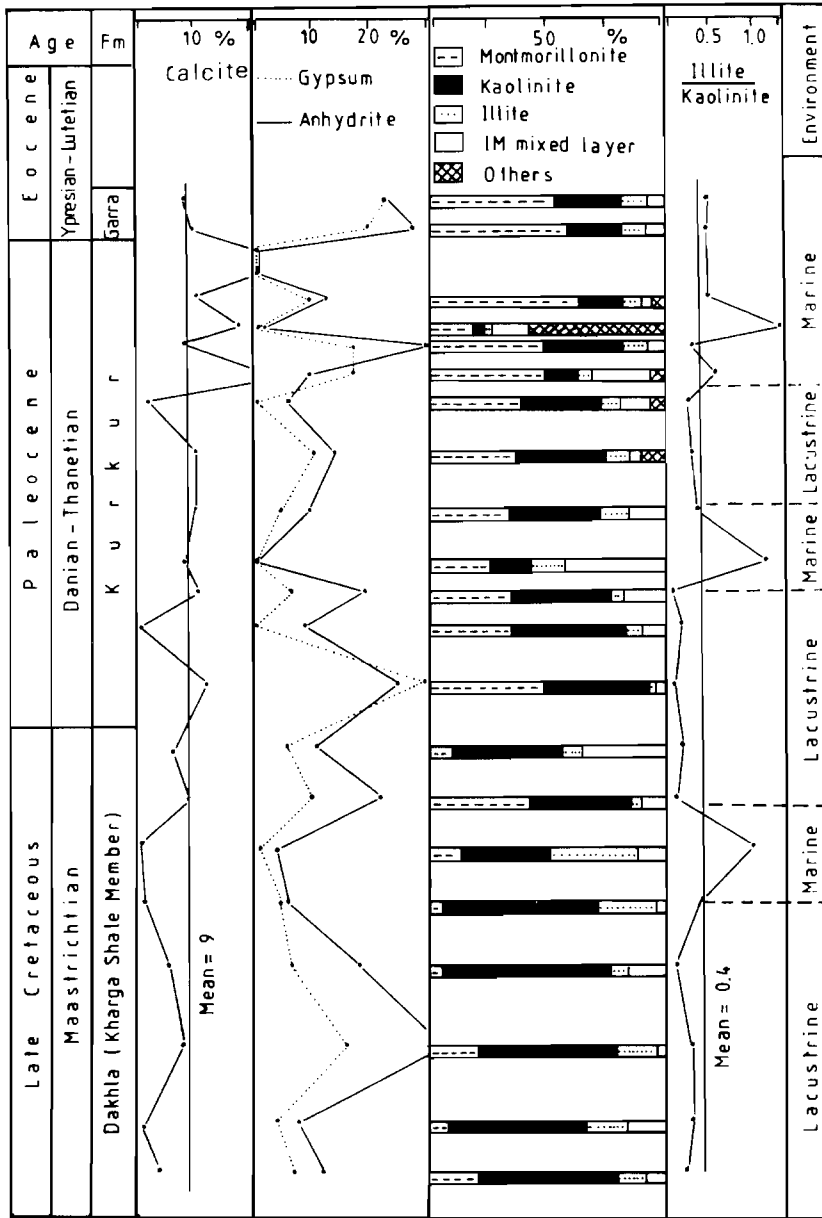 Age
Fm
10 %
Calcite
10 20 %
Gypsum
Anhydrite
50 %
Montmorillonite
Kaolinite
Illite
IM mixed layer
Others
0.5 1.0
Illite
Kaolinite
Environment
Eocene
Ypresian-Lutetian
Garra
Paleocene
Danian-Thanetian
Kurkur
Late Cretaceous
Maastrichtian
Dakhla (Kharga Shale Member)
Mean = 9
Mean = 0.4
Marine
Lacustrine
Marine
Lacustrine
Marine
Lacustrine